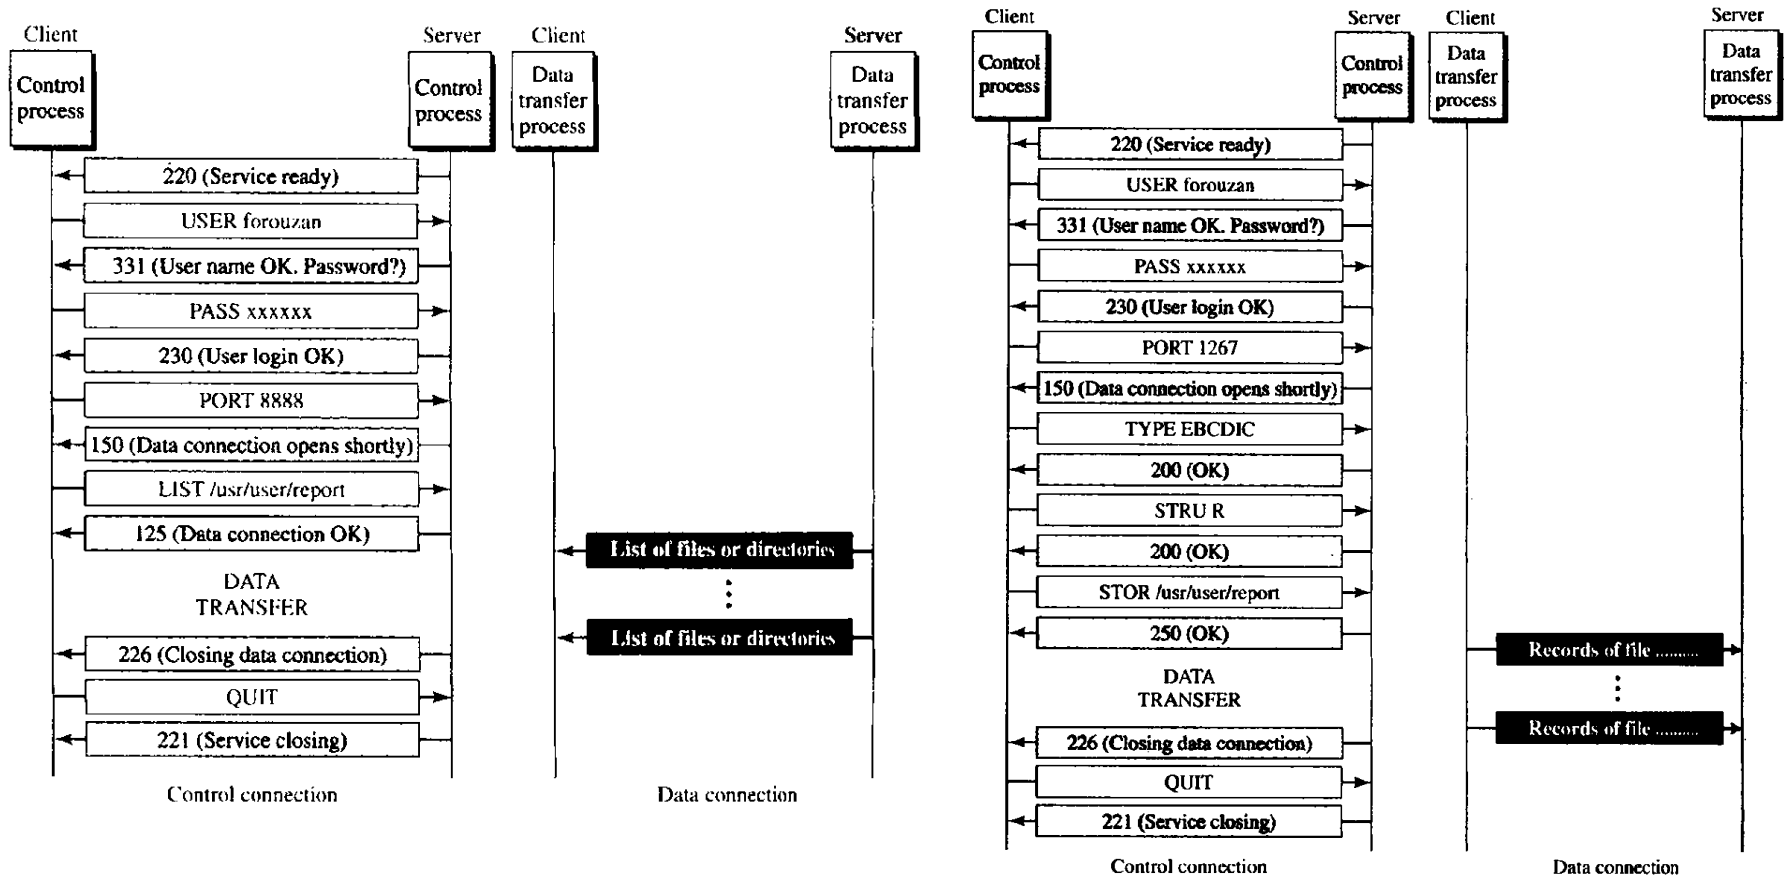 Client
Server
Client
Server
Control
process
Control
process
Data
transfer
process
Data
transfer
process
220 (Service ready)
USER forouzan
331 (User name OK. Password?)
PASS xxxxxx
230 (User login OK)
PORT 8888
150 (Data connection opens shortly)
LIST /usr/user/report
125 (Data connection OK)
DATA
TRANSFER
List of files or directories
List of files or directories
226 (Closing data connection)
QUIT
221 (Service closing)
Control connection
Data connection
Client
Server
Client
Server
Control
process
Control
process
Data
transfer
process
Data
transfer
process
220 (Service ready)
USER forouzan
331 (User name OK. Password?)
PASS xxxxxx
230 (User login OK)
PORT 1267
150 (Data connection opens shortly)
TYPE EBCDIC
200 (OK)
STRU R
200 (OK)
STOR /usr/user/report
250 (OK)
DATA
TRANSFER
Records of file ..........
Records of file ..........
226 (Closing data connection)
QUIT
221 (Service closing)
Control connection
Data connection